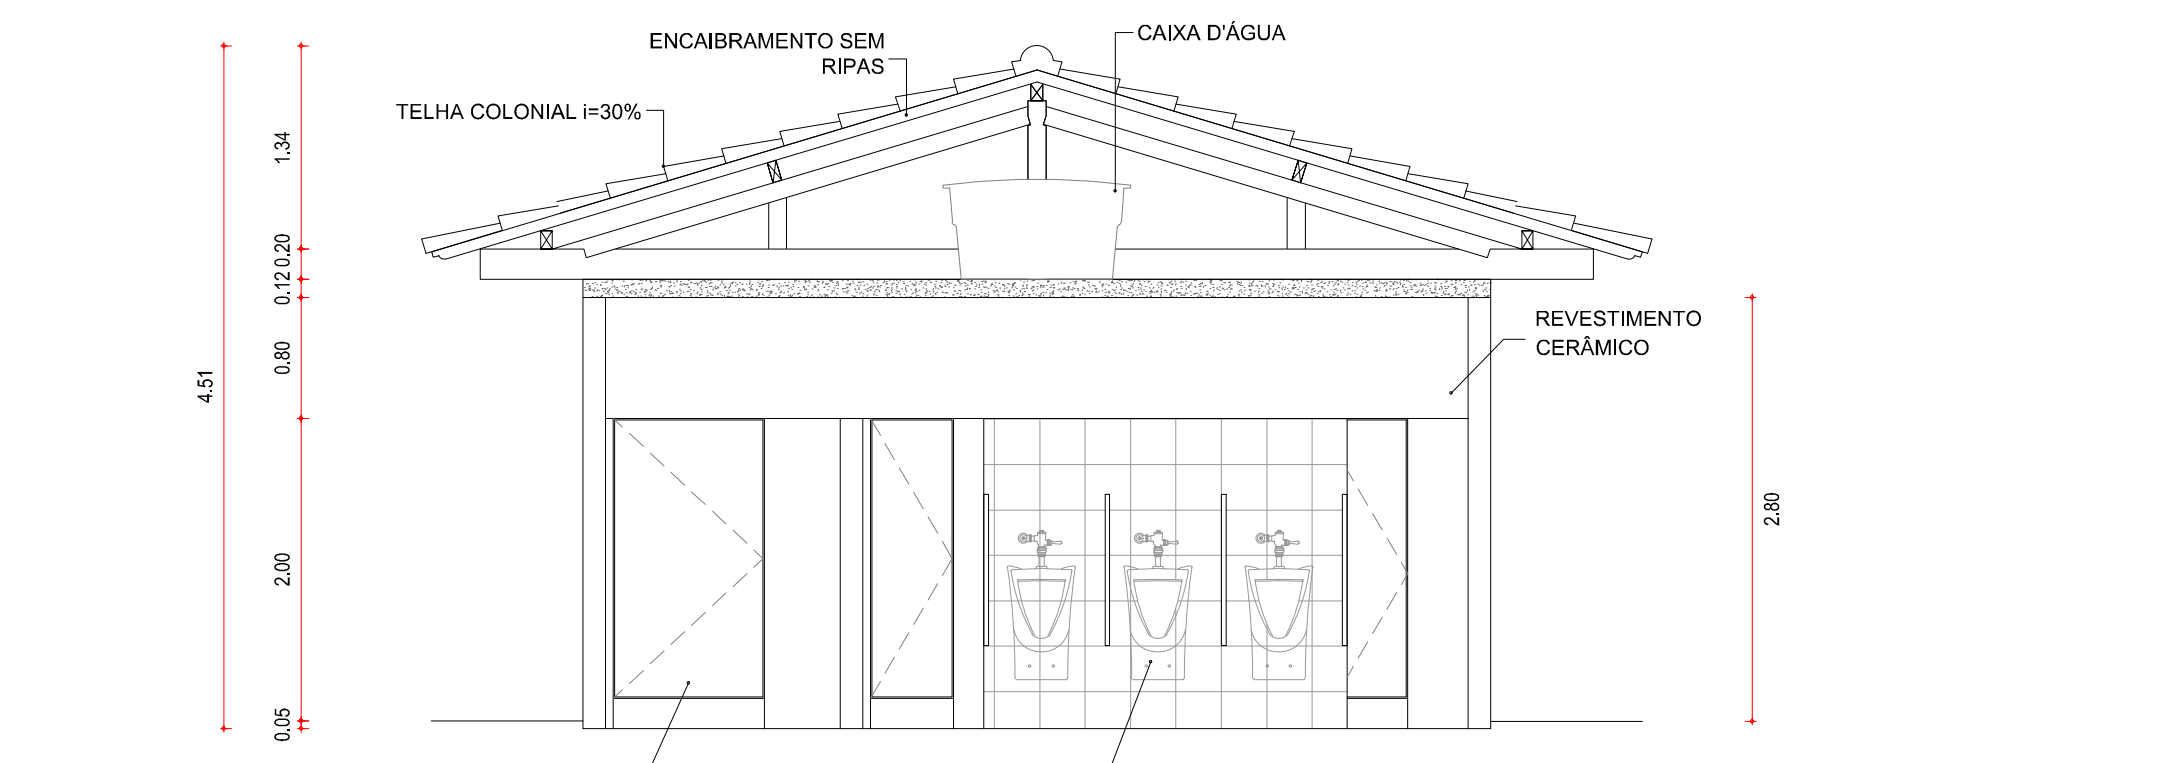 CAIXA D'ÁGUA
ENCAIBRAMENTO SEM
RIPAS
TELHA COLONIAL i=30%
1.34
0.20
0.12
0.80
4.51
2.00
0.05
REVESTIMENTO
CERÂMICO
2.80